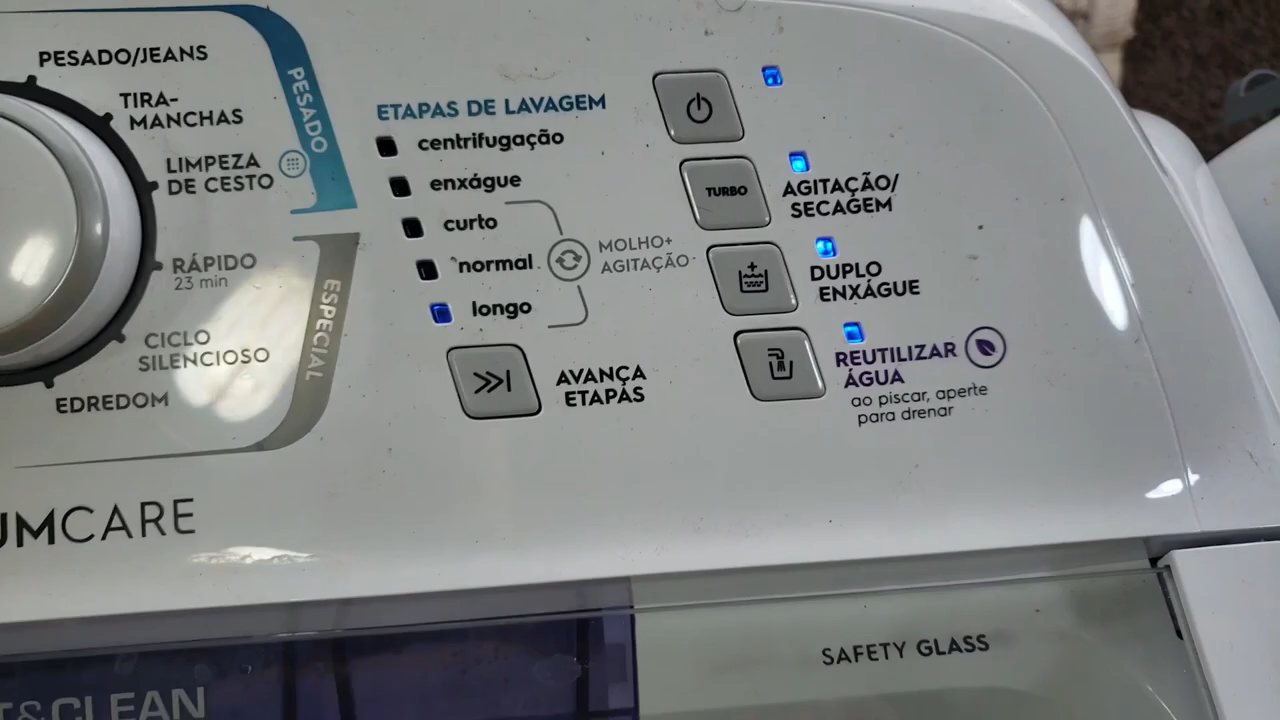 PESADO/JEANS
TIRA-
MANCHAS
LIMPEZA
DE CESTO
PESADO
RÁPIDO
23 min
CICLO
SILENCIOSO
EDREDOM
ESPECIAL
ETAPAS DE LAVAGEM
centrifugação
enxágue
curto
normal
longo
MOLHO+
AGITAÇÃO
AVANÇA
ETAPAS
TURBO
AGITAÇÃO/
SECAGEM
DUPLO
ENXÁGUE
REUTILIZAR
ÁGUA
ao piscar, aperte
para drenar
UMCARE
T&CLEAN
SAFETY GLASS